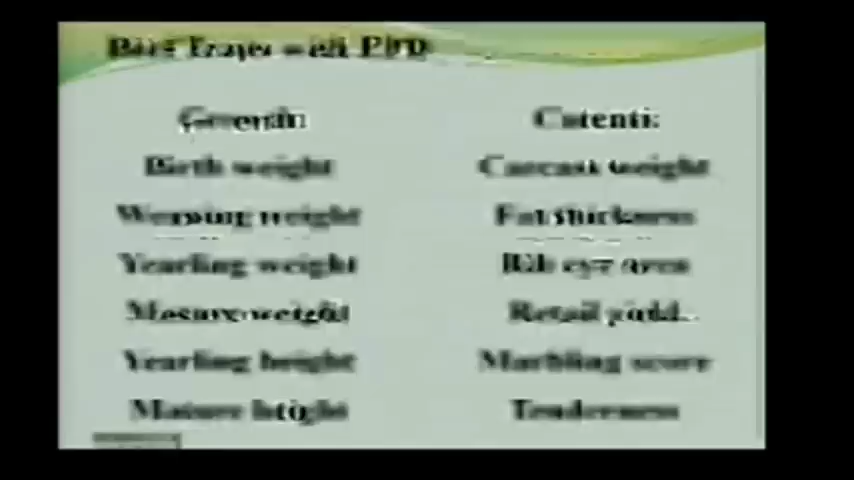 Growth:
Birth weight
Weaning weight
Yearling weight
Mature weight
Yearling height
Mature height
Carcass weight
Fat thickness
Rib eye area
Retail yield
Marbling score
Tenderness